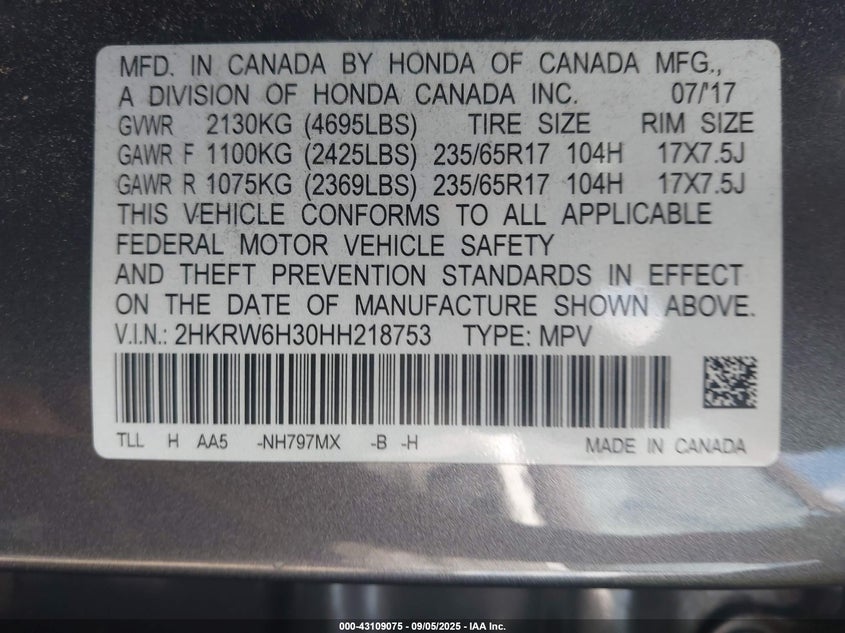 MFD. IN CANADA BY HONDA OF CANADA MFG.,
A DIVISION OF HONDA CANADA INC. 07/'17
GVWR 2130KG (4695LBS) TIRE SIZE RIM SIZE
GAWR F 1100KG (2425LBS) 235/65R17 104H 17X7.5J
GAWR R 1075KG (2369LBS) 235/65R17 104H 17X7.5J
THIS VEHICLE CONFORMS TO ALL APPLICABLE
FEDERAL MOTOR VEHICLE SAFETY
AND THEFT PREVENTION STANDARDS IN EFFECT
ON THE DATE OF MANUFACTURE SHOWN ABOVE.
V.I.N.: 2HKRW6H30HH218753 TYPE: MPV
TLL H AA5 -NH797MX -B -H MADE IN CANADA
000-43109075 - 09/05/2025 - IAA Inc.